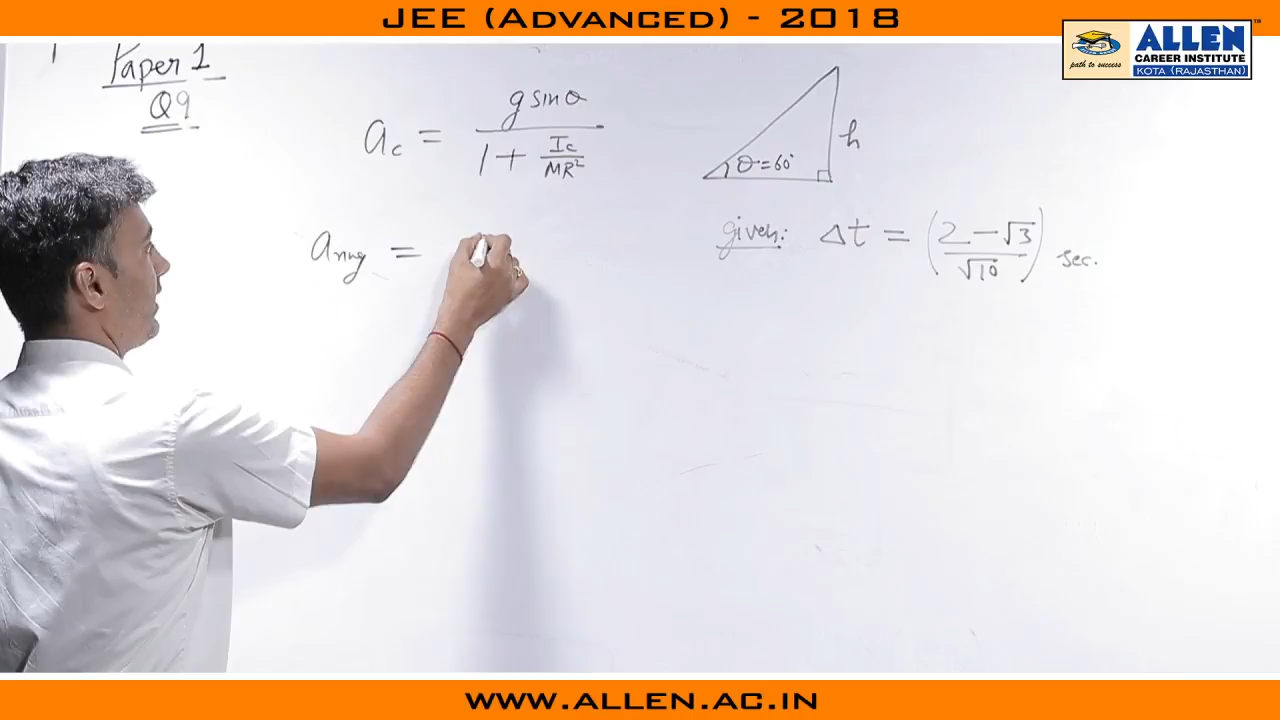 JEE (ADVANCED) - 2018
path to success
ALLEN™
CAREER INSTITUTE
KOTA (RAJASTHAN)
Paper 1
Q9
a_c = g sin θ / (1 + I_c/MR²)
θ = 60° h
given: Δt = ((2 - √3)/√10) sec.
a_ring =
WWW.ALLEN.AC.IN